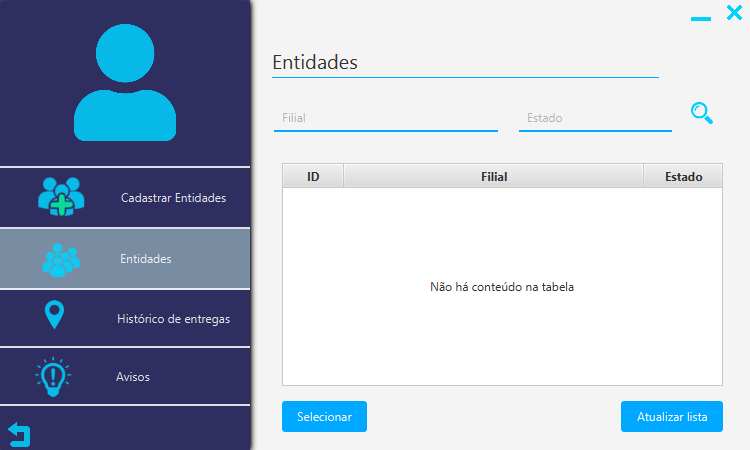 Cadastrar Entidades
Entidades
Histórico de entregas
Avisos
Entidades
Filial
Estado
ID
Filial
Estado
Não há conteúdo na tabela
Selecionar
Atualizar lista